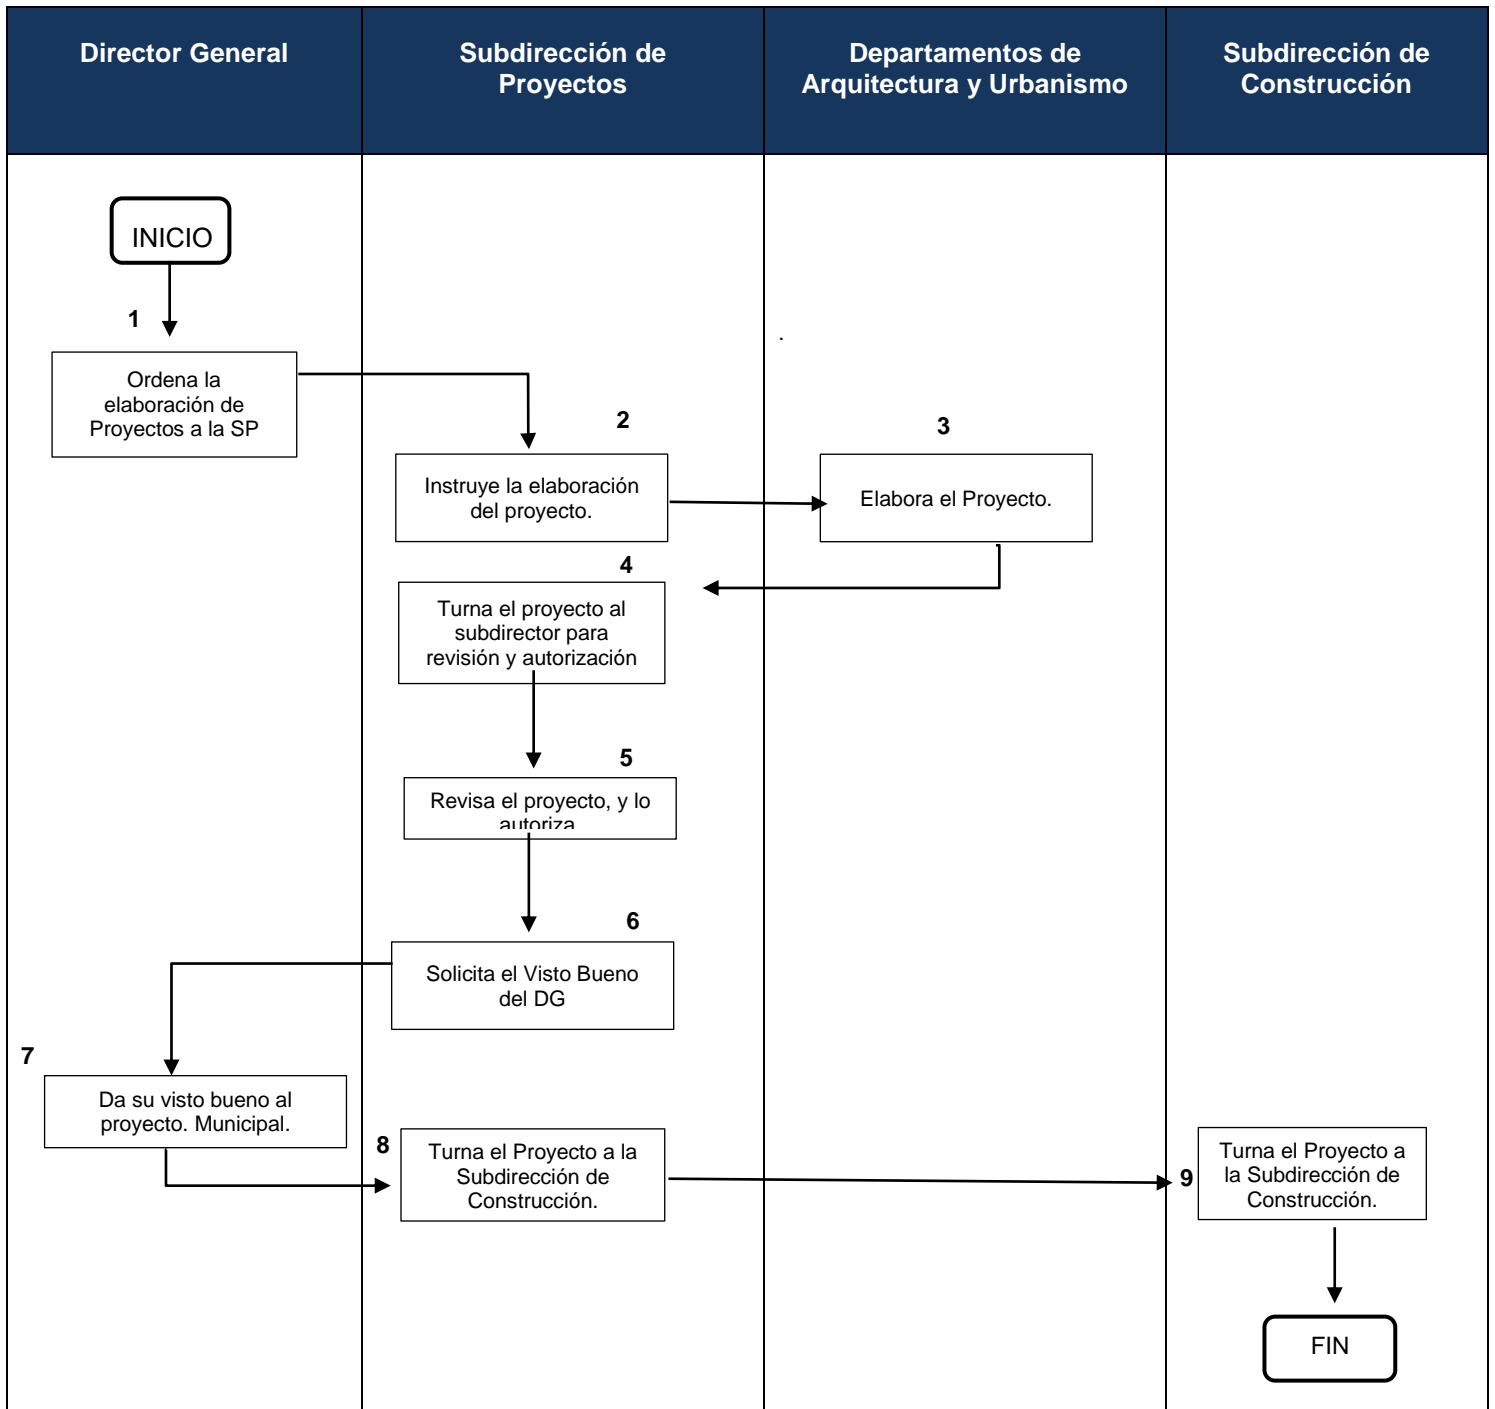 Director General
Subdirección de
Proyectos
Departamentos de
Arquitectura y Urbanismo
Subdirección de
Construcción
INICIO
1
.
Ordena la
elaboración de
Proyectos a la SP
2
3
Instruye la elaboración
del proyecto.
Elabora el Proyecto.
4
Turna el proyecto al
subdirector para
revisión y autorización
5
Revisa el proyecto, y lo
autoriza
6
Solicita el Visto Bueno
del DG
7
Da su visto bueno al
proyecto. Municipal.
8
Turna el Proyecto a la
Subdirección de
Construcción.
9
Turna el Proyecto a
la Subdirección de
Construcción.
FIN